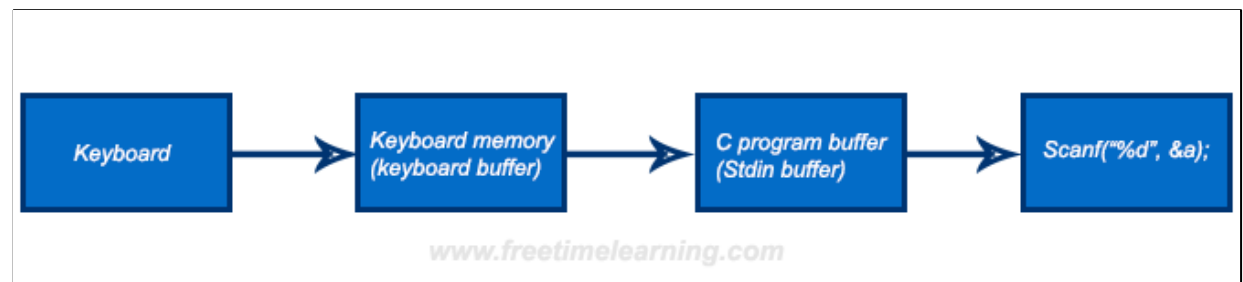 Keyboard
Keyboard memory
(keyboard buffer)
C program buffer
(Stdin buffer)
Scanf(“%d”, &a);
www.freetimelearning.com